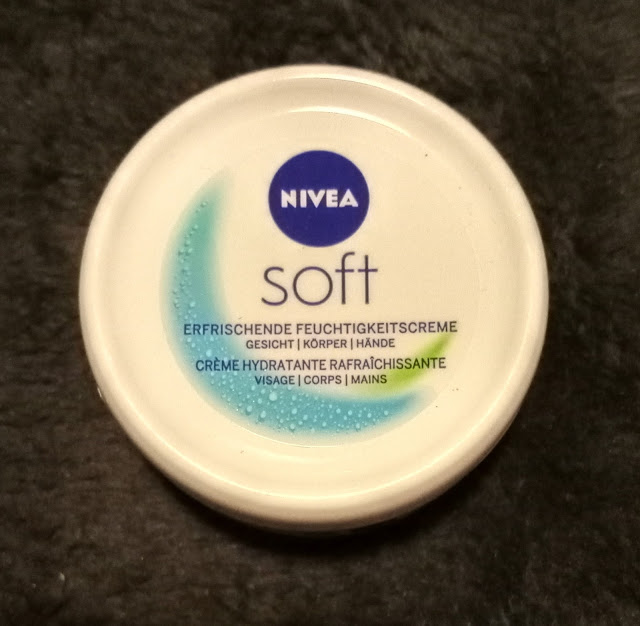 NIVEA
soft
ERFRISCHENDE FEUCHTIGKEITSCREME
GESICHT | KÖRPER | HÄNDE
CRÈME HYDRATANTE RAFRAÎCHISSANTE
VISAGE | CORPS | MAINS